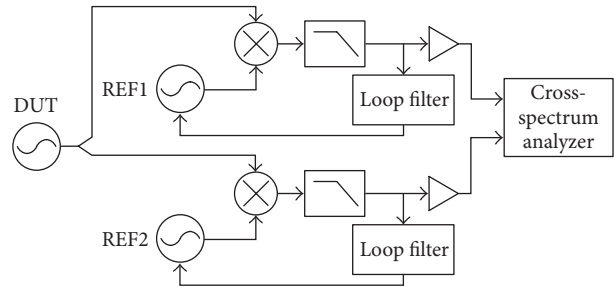 DUT
REF1
Loop filter
Cross-
spectrum
analyzer
REF2
Loop filter